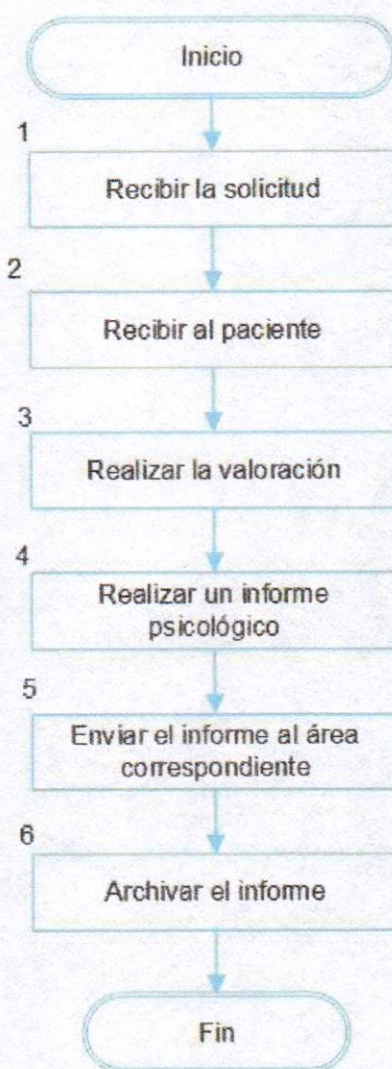 Inicio
1
Recibir la solicitud
2
Recibir al paciente
3
Realizar la valoración
4
Realizar un informe
psicológico
5
Enviar el informe al área
correspondiente
6
Archivar el informe
Fin